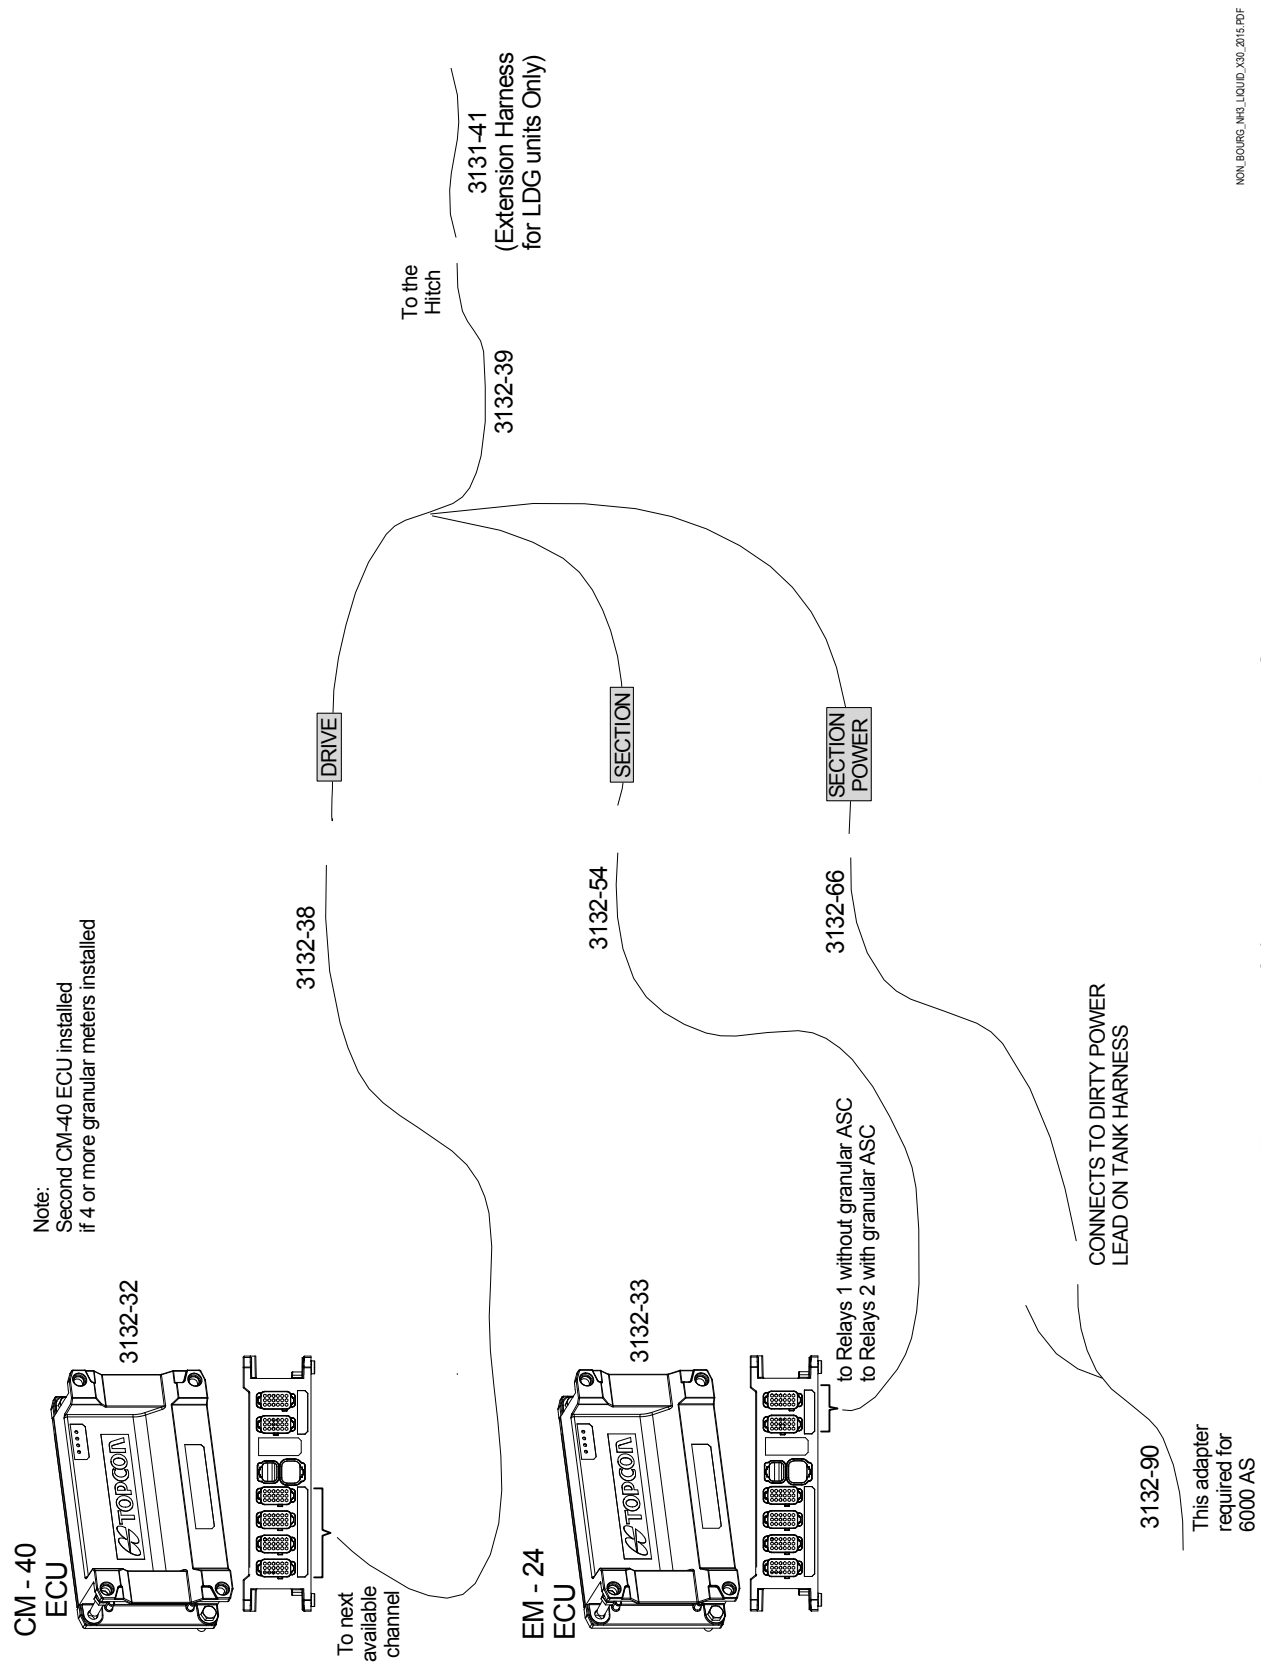 CM - 40
ECU
3132-32
TOPCON
Note:
Second CM-40 ECU installed
if 4 or more granular meters installed
To next
available
channel
3132-38
DRIVE
3132-39
To the
Hitch
3131-41
(Extension Harness
for LDG units Only)
EM - 24
ECU
3132-33
TOPCON
to Relays 1 without granular ASC
to Relays 2 with granular ASC
3132-54
SECTION
3132-66
SECTION
POWER
CONNECTS TO DIRTY POWER
LEAD ON TANK HARNESS
3132-90
This adapter
required for
6000 AS
NON_BOURG_NH3_LIQUID_X30_2015.PDF